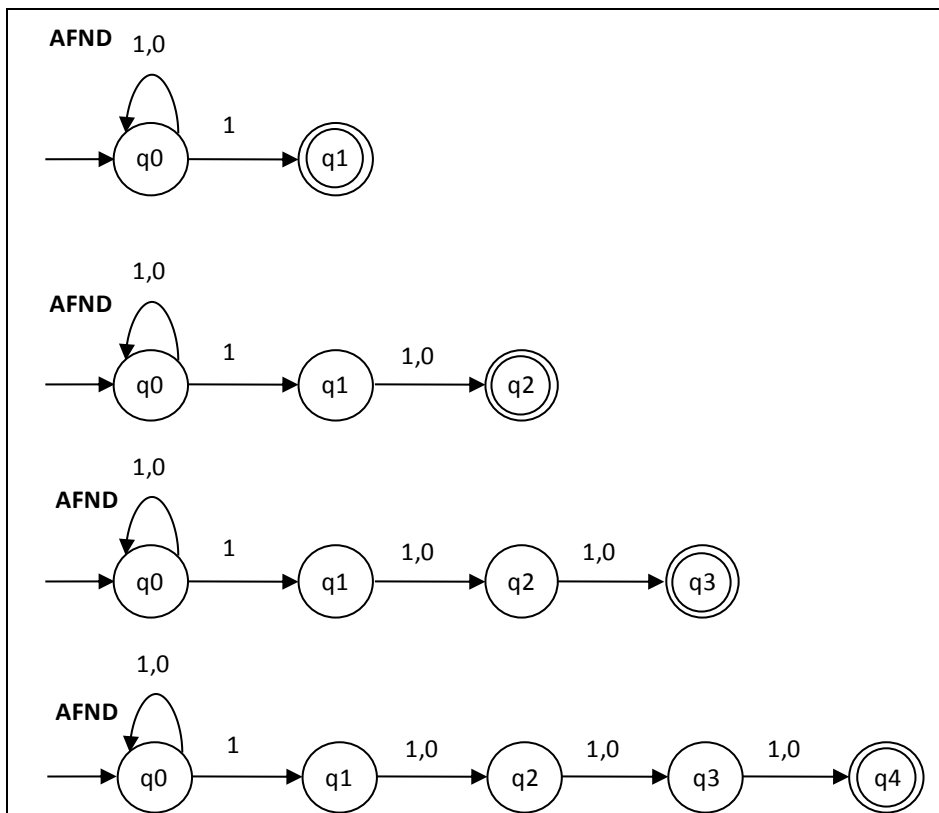 AFND 1,0
1
q0 q1
1,0
AFND
1 1,0
q0 q1 q2
1,0
AFND
1 1,0 1,0
q0 q1 q2 q3
1,0
AFND
1 1,0 1,0 1,0
q0 q1 q2 q3 q4